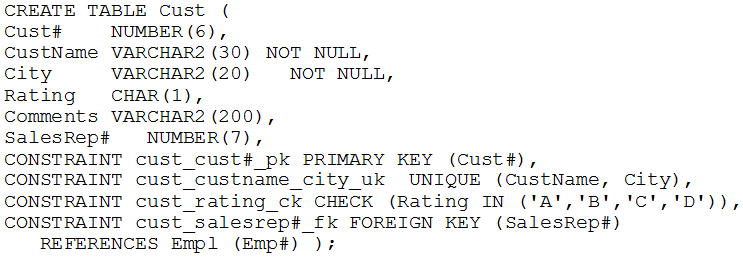 CREATE TABLE Cust (
Cust#    NUMBER(6),
CustName VARCHAR2(30) NOT NULL,
City     VARCHAR2(20)   NOT NULL,
Rating   CHAR(1),
Comments VARCHAR2(200),
SalesRep#   NUMBER(7),
CONSTRAINT cust_cust#_pk PRIMARY KEY (Cust#),
CONSTRAINT cust_custname_city_uk  UNIQUE (CustName, City),
CONSTRAINT cust_rating_ck CHECK (Rating IN ('A','B','C','D')),
CONSTRAINT cust_salesrep#_fk FOREIGN KEY (SalesRep#)
   REFERENCES Empl (Emp#) );